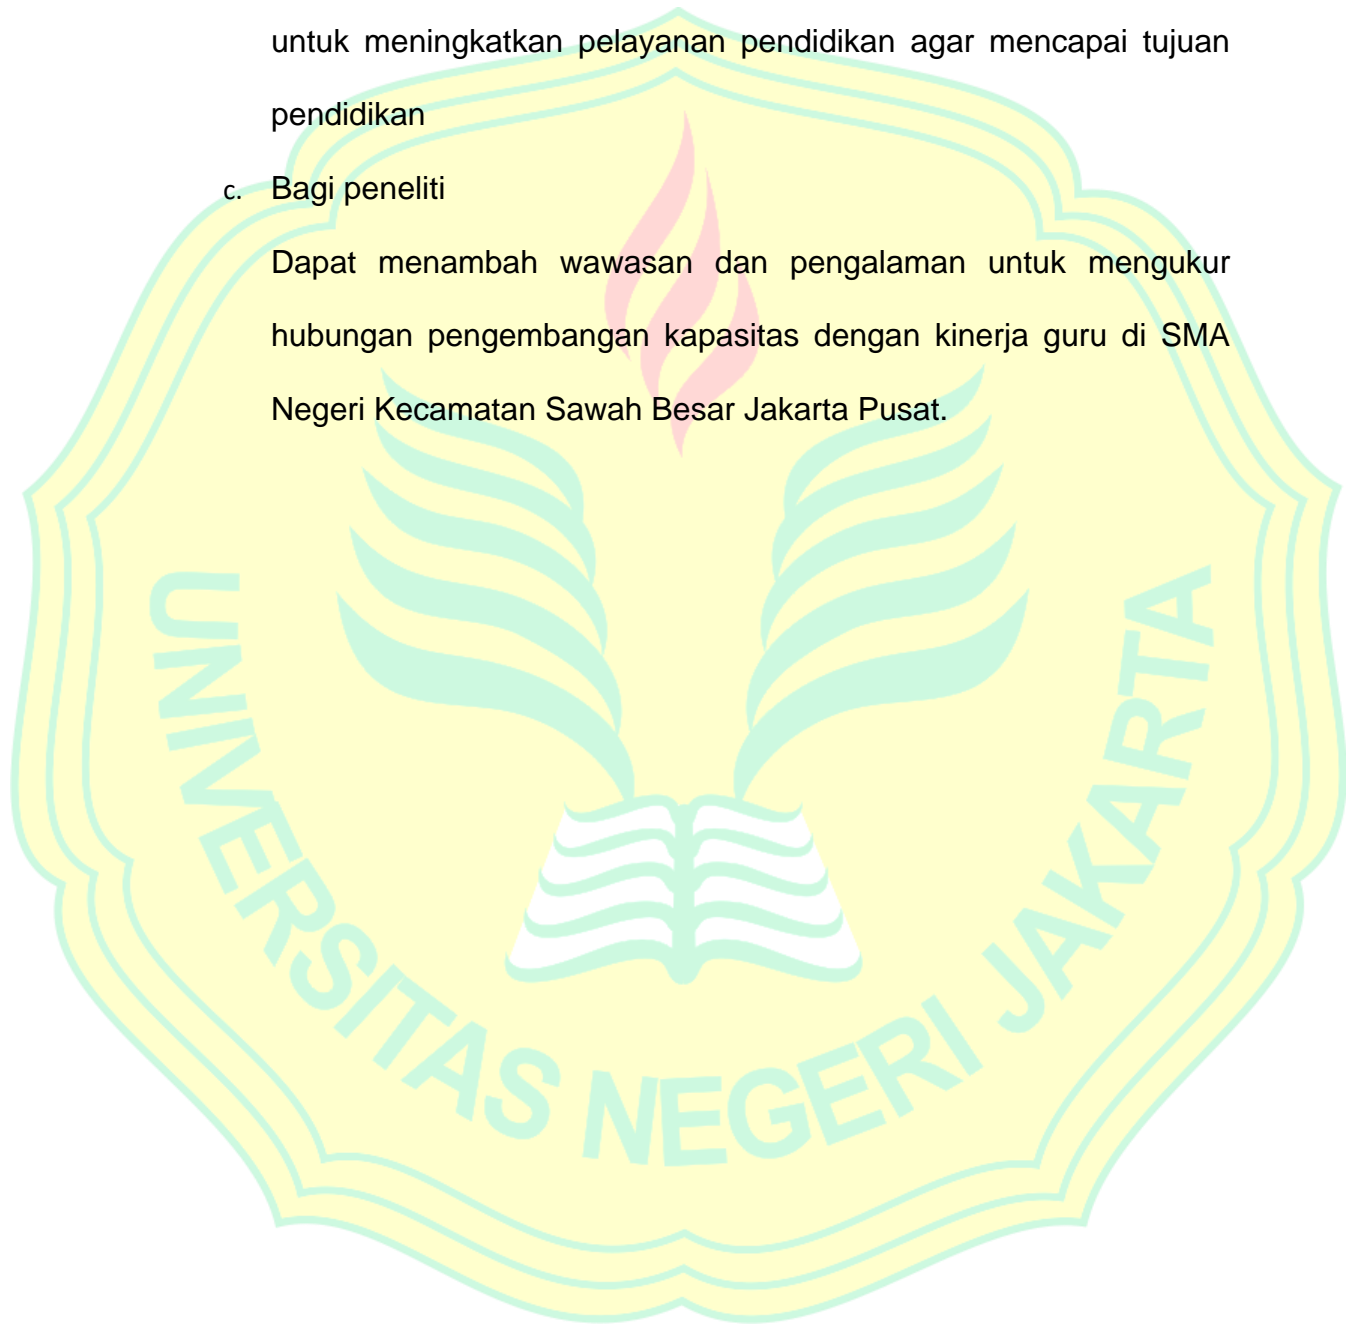 untuk meningkatkan pelayanan pendidikan agar mencapai tujuan
pendidikan
c. Bagi peneliti
Dapat menambah wawasan dan pengalaman untuk mengukur
hubungan pengembangan kapasitas dengan kinerja guru di SMA
Negeri Kecamatan Sawah Besar Jakarta Pusat.
UNIVERSITAS NEGERI JAKARTA